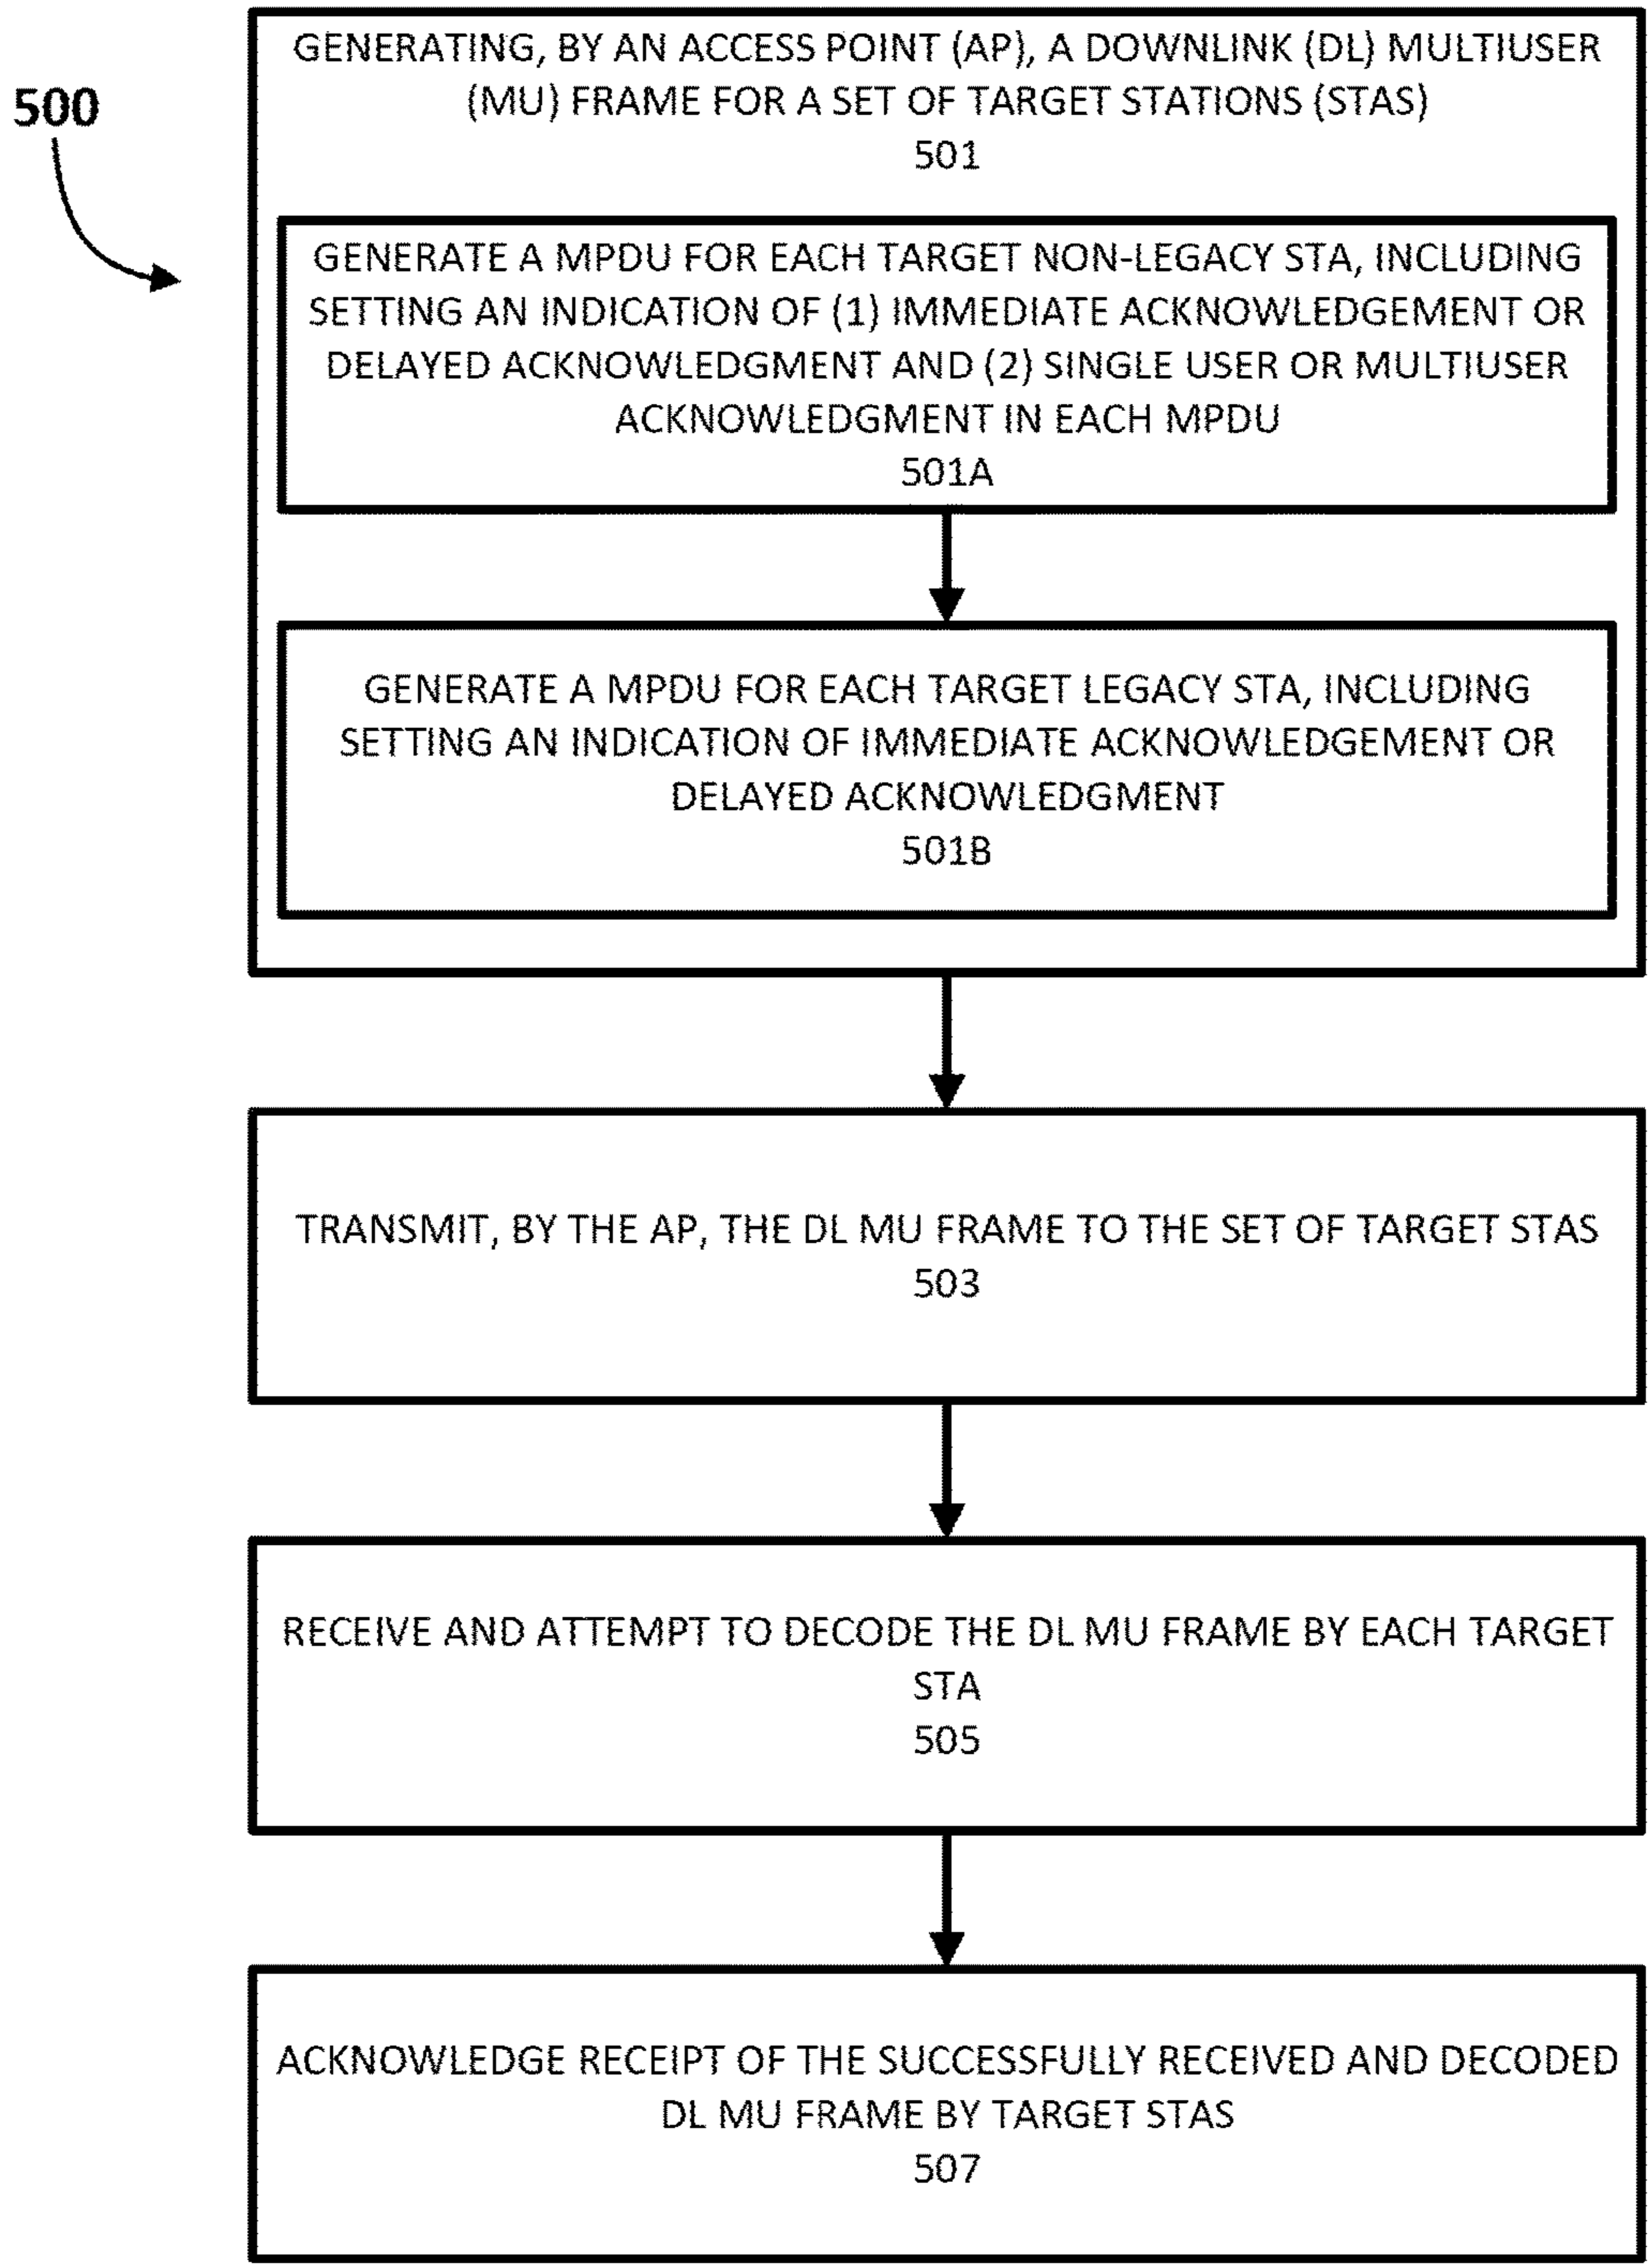 500
GENERATING, BY AN ACCESS POINT (AP), A DOWNLINK (DL) MULTIUSER
(MU) FRAME FOR A SET OF TARGET STATIONS (STAS)
501
GENERATE A MPDU FOR EACH TARGET NON-LEGACY STA, INCLUDING
SETTING AN INDICATION OF (1) IMMEDIATE ACKNOWLEDGEMENT OR
DELAYED ACKNOWLEDGMENT AND (2) SINGLE USER OR MULTIUSER
ACKNOWLEDGMENT IN EACH MPDU
501A
GENERATE A MPDU FOR EACH TARGET LEGACY STA, INCLUDING
SETTING AN INDICATION OF IMMEDIATE ACKNOWLEDGEMENT OR
DELAYED ACKNOWLEDGMENT
501B
TRANSMIT, BY THE AP, THE DL MU FRAME TO THE SET OF TARGET STAS
503
RECEIVE AND ATTEMPT TO DECODE THE DL MU FRAME BY EACH TARGET
STA
505
ACKNOWLEDGE RECEIPT OF THE SUCCESSFULLY RECEIVED AND DECODED
DL MU FRAME BY TARGET STAS
507